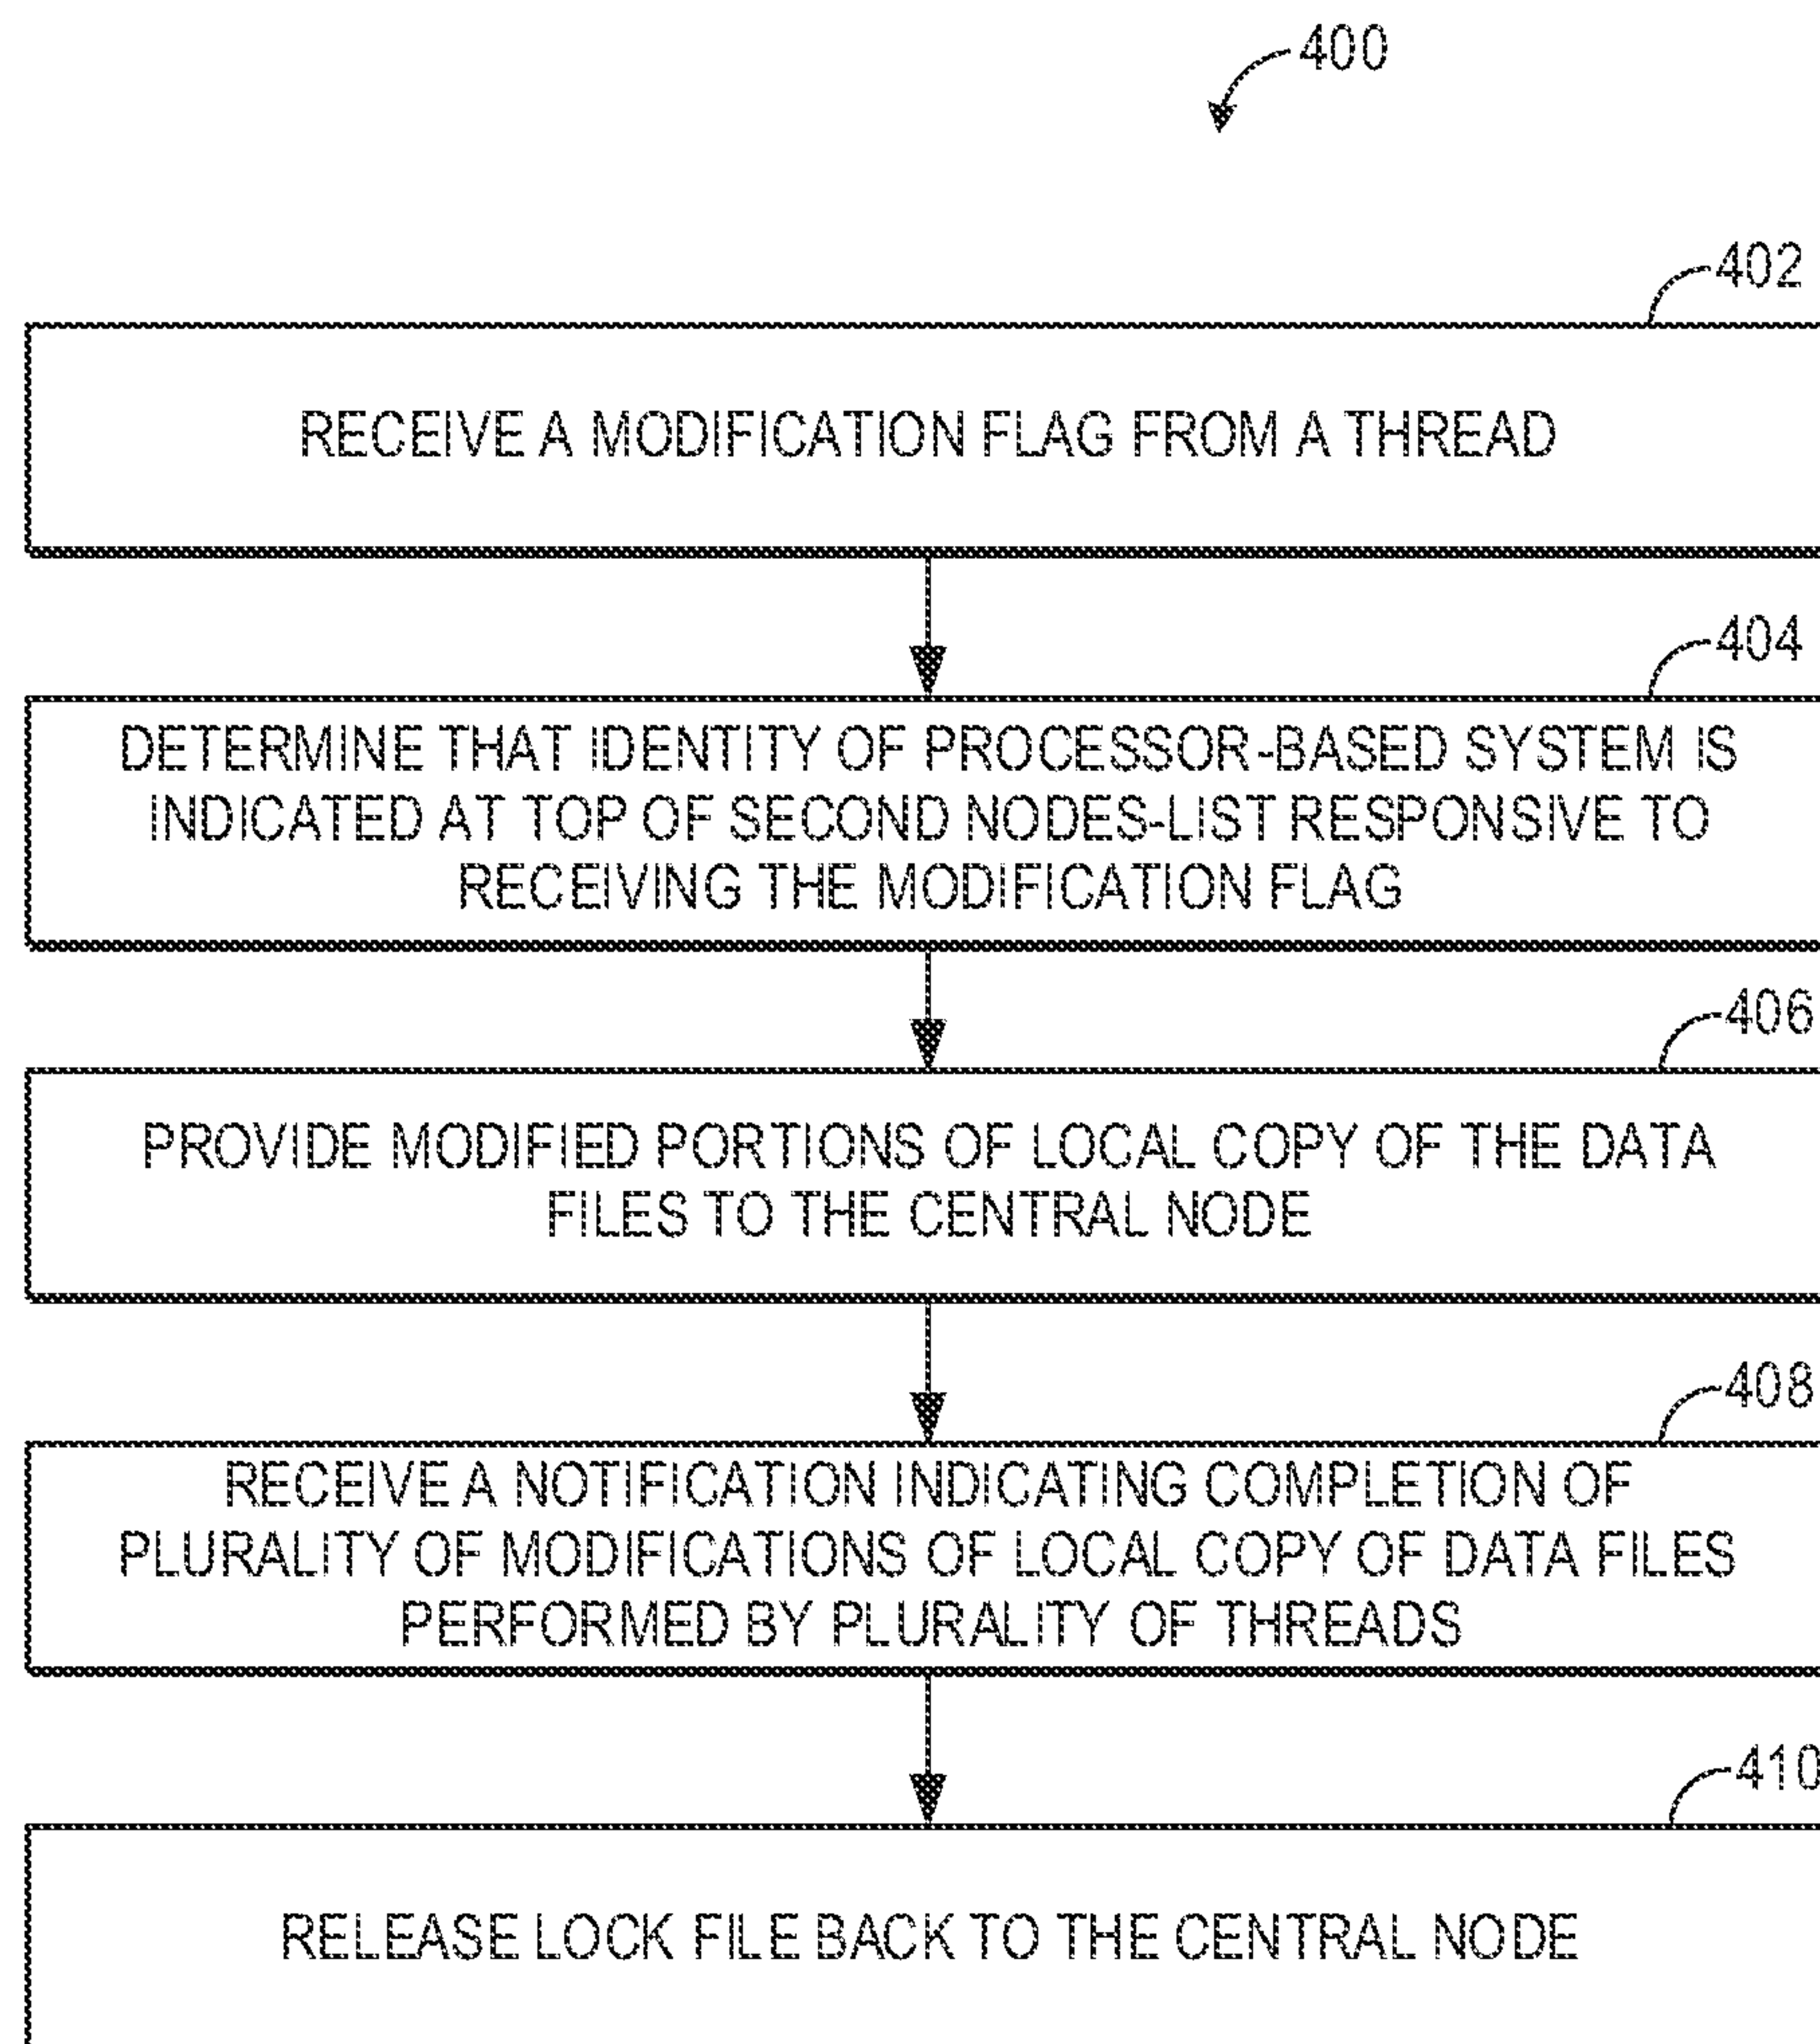 400
402
RECEIVE A MODIFICATION FLAG FROM A THREAD
404
DETERMINE THAT IDENTITY OF PROCESSOR-BASED SYSTEM IS
INDICATED AT TOP OF SECOND NODES-LIST RESPONSIVE TO
RECEIVING THE MODIFICATION FLAG
406
PROVIDE MODIFIED PORTIONS OF LOCAL COPY OF THE DATA
FILES TO THE CENTRAL NODE
408
RECEIVE A NOTIFICATION INDICATING COMPLETION OF
PLURALITY OF MODIFICATIONS OF LOCAL COPY OF DATA FILES
PERFORMED BY PLURALITY OF THREADS
410
RELEASE LOCK FILE BACK TO THE CENTRAL NODE